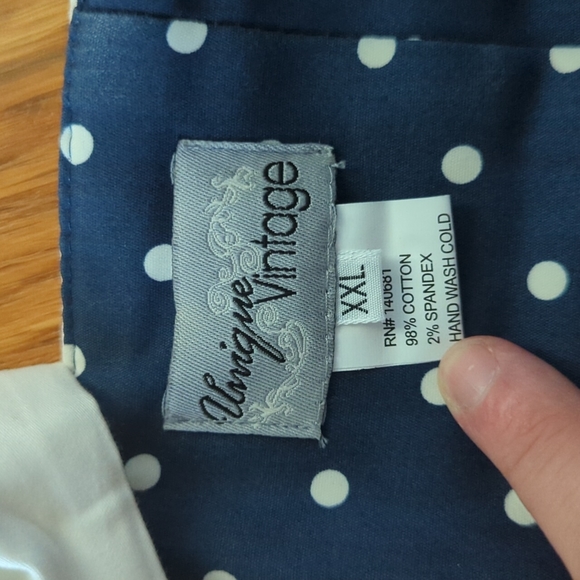 Unique
Vintage
XXL
RN# 140681
98% COTTON
2% SPANDEX
HAND WASH COLD